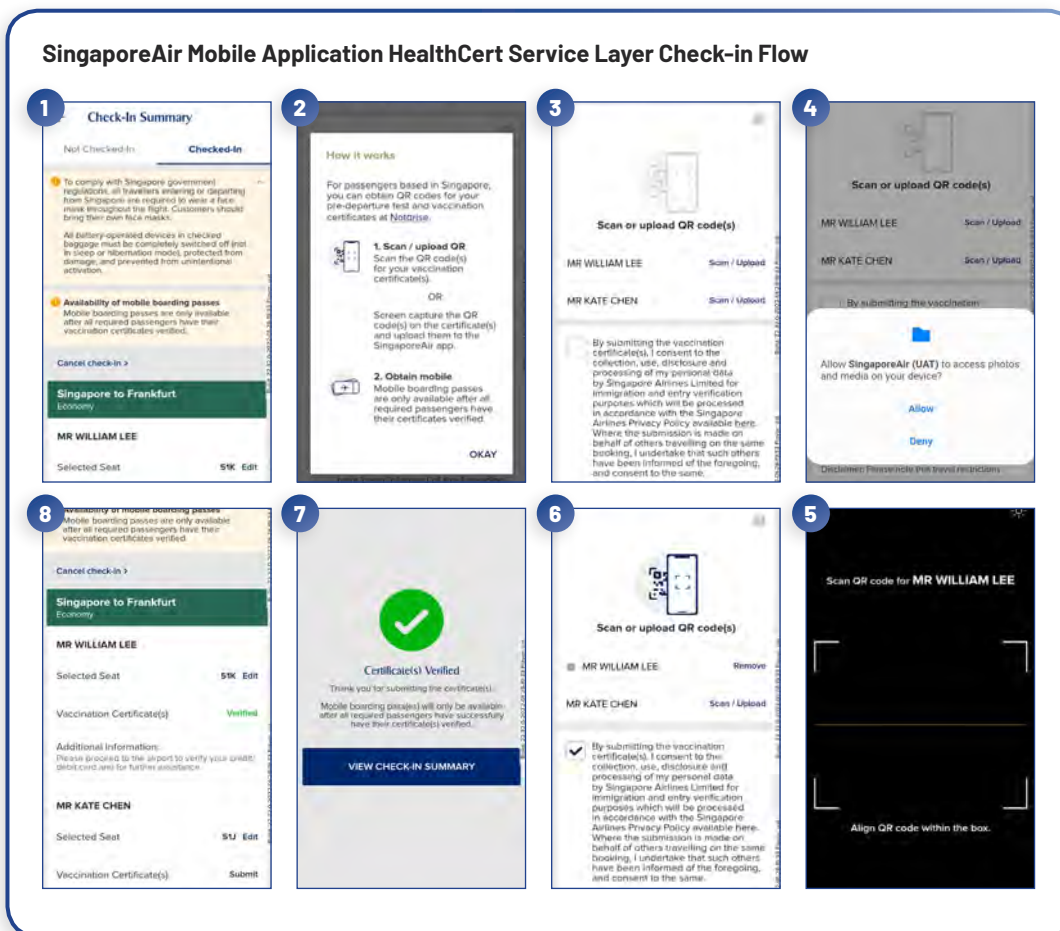 SingaporeAir Mobile Application HealthCert Service Layer Check-in Flow
1
Check-In Summary
Not Checked-In Checked-In
To comply with Singapore government
regulations, all travellers entering or departing
from Singapore are required to wear a face
mask throughout the flight. Customers should
bring their own face masks.
All battery-operated devices in checked
baggage must be completely switched off (not
in sleep or hibernation mode), protected from
damage, and prevented from unintentional
activation.
Availability of mobile boarding passes
Mobile boarding passes are only available
after all required passengers have their
vaccination certificates verified.
Cancel check-in >
Singapore to Frankfurt
Economy
MR WILLIAM LEE
Selected Seat 51K Edit
2
How it works
For passengers based in Singapore,
you can obtain QR codes for your
pre-departure test and vaccination
certificates at Notarise.
1. Scan / upload QR
Scan the QR code(s)
for your vaccination
certificate(s).
OR
Screen capture the QR
code(s) on the certificate(s)
and upload them to the
SingaporeAir app.
2. Obtain mobile
Mobile boarding passes
are only available after all
required passengers have
their certificates verified.
OKAY
3
Scan or upload QR code(s)
MR WILLIAM LEE Scan / Upload
MR KATE CHEN Scan / Upload
By submitting the vaccination
certificate(s), I consent to the
collection, use, disclosure and
processing of my personal data
by Singapore Airlines Limited for
immigration and entry verification
purposes which will be processed
in accordance with the Singapore
Airlines Privacy Policy available here.
Where the submission is made on
behalf of others travelling on the same
booking, I undertake that such others
have been informed of the foregoing,
and consent to the same.
4
Scan or upload QR code(s)
MR WILLIAM LEE Scan / Upload
MR KATE CHEN Scan / Upload
By submitting the vaccination
Allow SingaporeAir (UAT) to access photos
and media on your device?
Allow
Deny
Disclaimer: Please note that travel restrictions
8
Availability of mobile boarding passes
Mobile boarding passes are only available
after all required passengers have their
vaccination certificates verified.
Cancel check-in >
Singapore to Frankfurt
Economy
MR WILLIAM LEE
Selected Seat 51K Edit
Vaccination Certificate(s) Verified
Additional Information:
Please proceed to the airport to verify your credit/
debit card and for further assistance.
MR KATE CHEN
Selected Seat 51J Edit
Vaccination Certificate(s) Submit
7
Certificate(s) Verified
Thank you for submitting the certificate(s).
Mobile boarding pass(es) will only be available
after all required passengers have successfully
have their certificate(s) verified.
VIEW CHECK-IN SUMMARY
6
Scan or upload QR code(s)
MR WILLIAM LEE Remove
MR KATE CHEN Scan / Upload
By submitting the vaccination
certificate(s), I consent to the
collection, use, disclosure and
processing of my personal data
by Singapore Airlines Limited for
immigration and entry verification
purposes which will be processed
in accordance with the Singapore
Airlines Privacy Policy available here.
Where the submission is made on
behalf of others travelling on the same
booking, I undertake that such others
have been informed of the foregoing,
and consent to the same.
5
Scan QR code for MR WILLIAM LEE
Align QR code within the box.